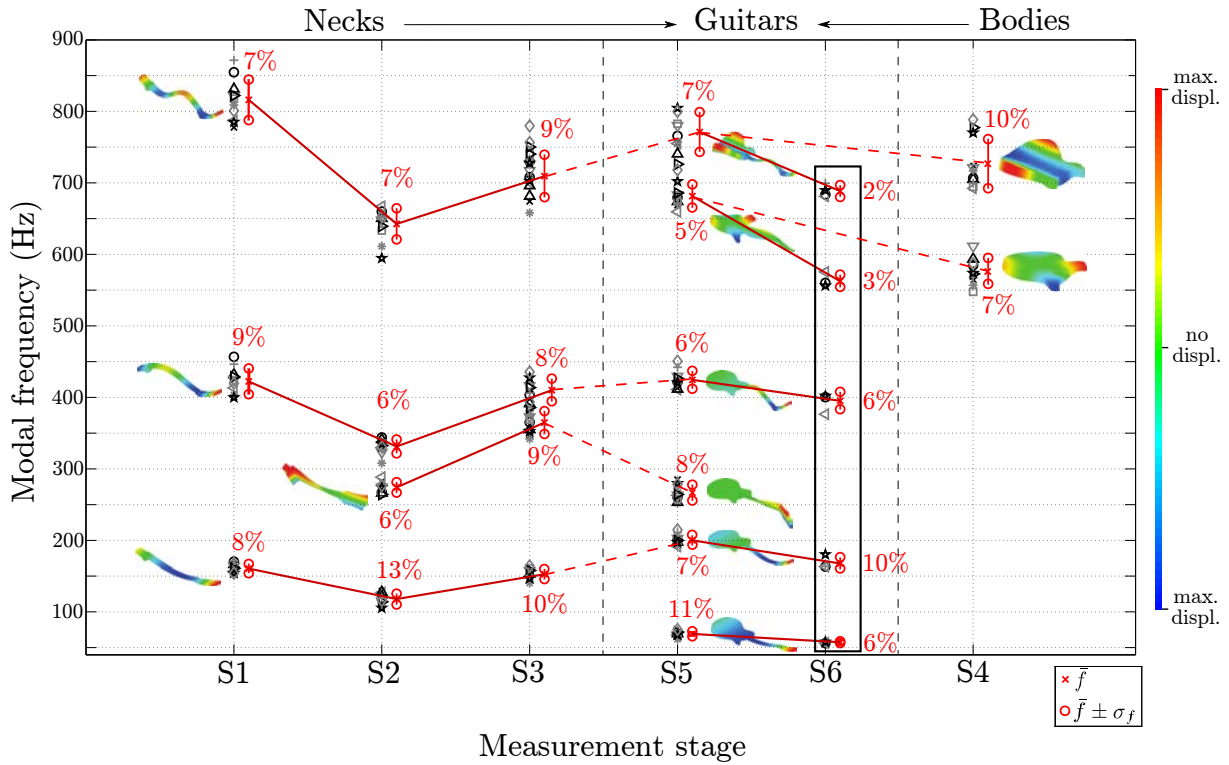 Necks Guitars Bodies
900
800
700
600
500
400
300
200
100
Modal frequency (Hz)
7%
7%
9%
7%
10%
5%
2%
3%
7%
9%
6%
8%
6%
6%
6%
9%
8%
8%
13%
10%
7%
10%
11%
6%
S1 S2 S3 S5 S6 S4
Measurement stage
max.
displ.
no
displ.
max.
displ.
f̄
f̄ ± σf